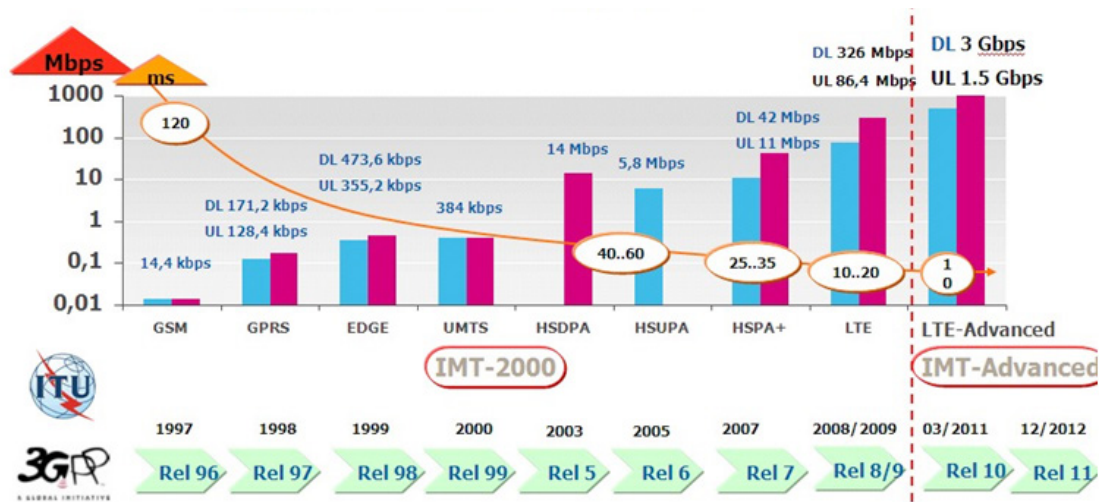 Mbps
ms
DL 326 Mbps
UL 86,4 Mbps
DL 3 Gbps
UL 1.5 Gbps
1000
100
10
1
0,1
0,01
120
14,4 kbps
DL 171,2 kbps
UL 128,4 kbps
DL 473,6 kbps
UL 355,2 kbps
384 kbps
14 Mbps
5,8 Mbps
DL 42 Mbps
UL 11 Mbps
40..60
25..35
10..20
1
0
GSM GPRS EDGE UMTS HSDPA HSUPA HSPA+ LTE LTE-Advanced
IMT-2000 IMT-Advanced
ITU
1997 1998 1999 2000 2003 2005 2007 2008/2009 03/2011 12/2012
3GPP
A GLOBAL INITIATIVE
Rel 96 Rel 97 Rel 98 Rel 99 Rel 5 Rel 6 Rel 7 Rel 8/9 Rel 10 Rel 11